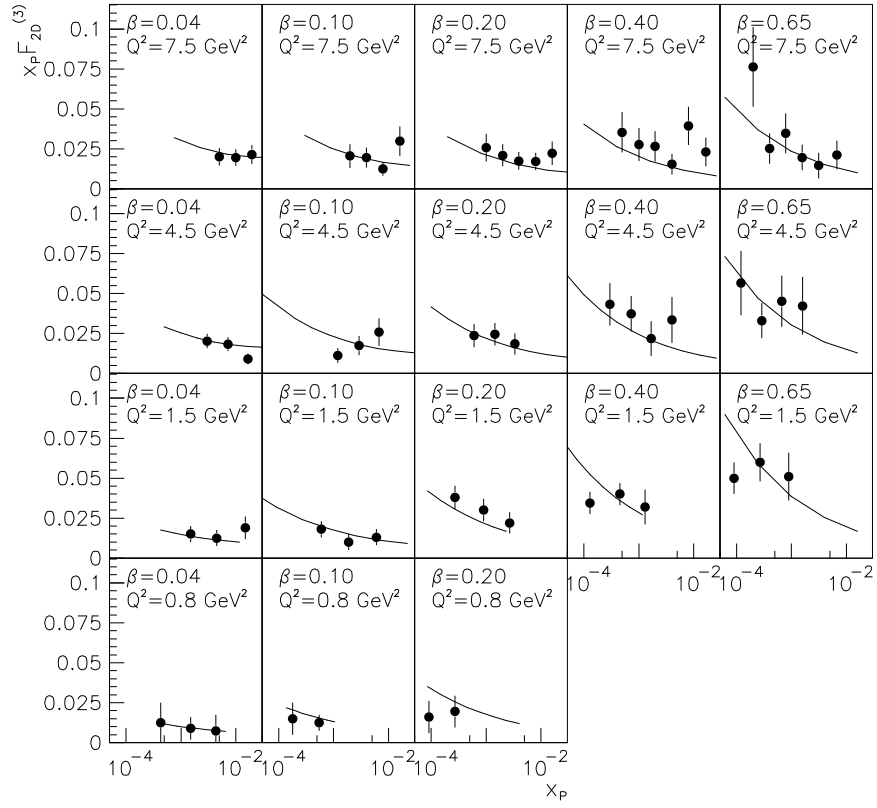 x_P F_2D^(3)
0.1
0.075
0.05
0.025
0
β=0.04
Q²=7.5 GeV²
β=0.10
Q²=7.5 GeV²
β=0.20
Q²=7.5 GeV²
β=0.40
Q²=7.5 GeV²
β=0.65
Q²=7.5 GeV²
0.1
0.075
0.05
0.025
0
β=0.04
Q²=4.5 GeV²
β=0.10
Q²=4.5 GeV²
β=0.20
Q²=4.5 GeV²
β=0.40
Q²=4.5 GeV²
β=0.65
Q²=4.5 GeV²
0.1
0.075
0.05
0.025
0
β=0.04
Q²=1.5 GeV²
β=0.10
Q²=1.5 GeV²
β=0.20
Q²=1.5 GeV²
β=0.40
Q²=1.5 GeV²
β=0.65
Q²=1.5 GeV²
10⁻⁴
10⁻²
10⁻⁴
10⁻²
0.1
0.075
0.05
0.025
0
β=0.04
Q²=0.8 GeV²
β=0.10
Q²=0.8 GeV²
β=0.20
Q²=0.8 GeV²
10⁻⁴
10⁻²
10⁻⁴
10⁻²
10⁻⁴
10⁻²
x_P